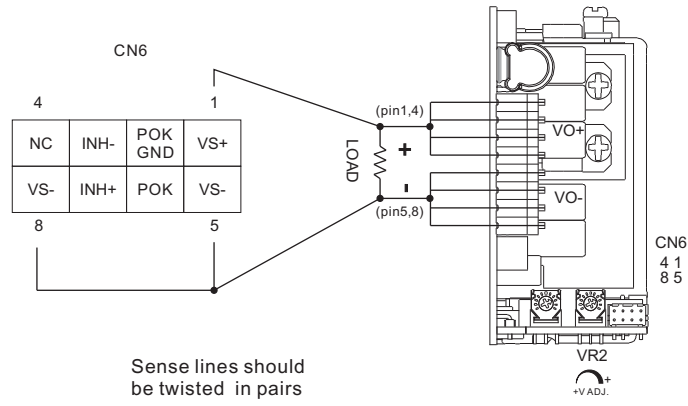 CN6
4 1
NC INH- POK GND VS+
VS- INH+ POK VS-
8 5
(pin1,4)
+
LOAD
-
(pin5,8)
VO+
VO-
CN6
4 1
8 5
VR2
+
+V ADJ.
Sense lines should
be twisted in pairs